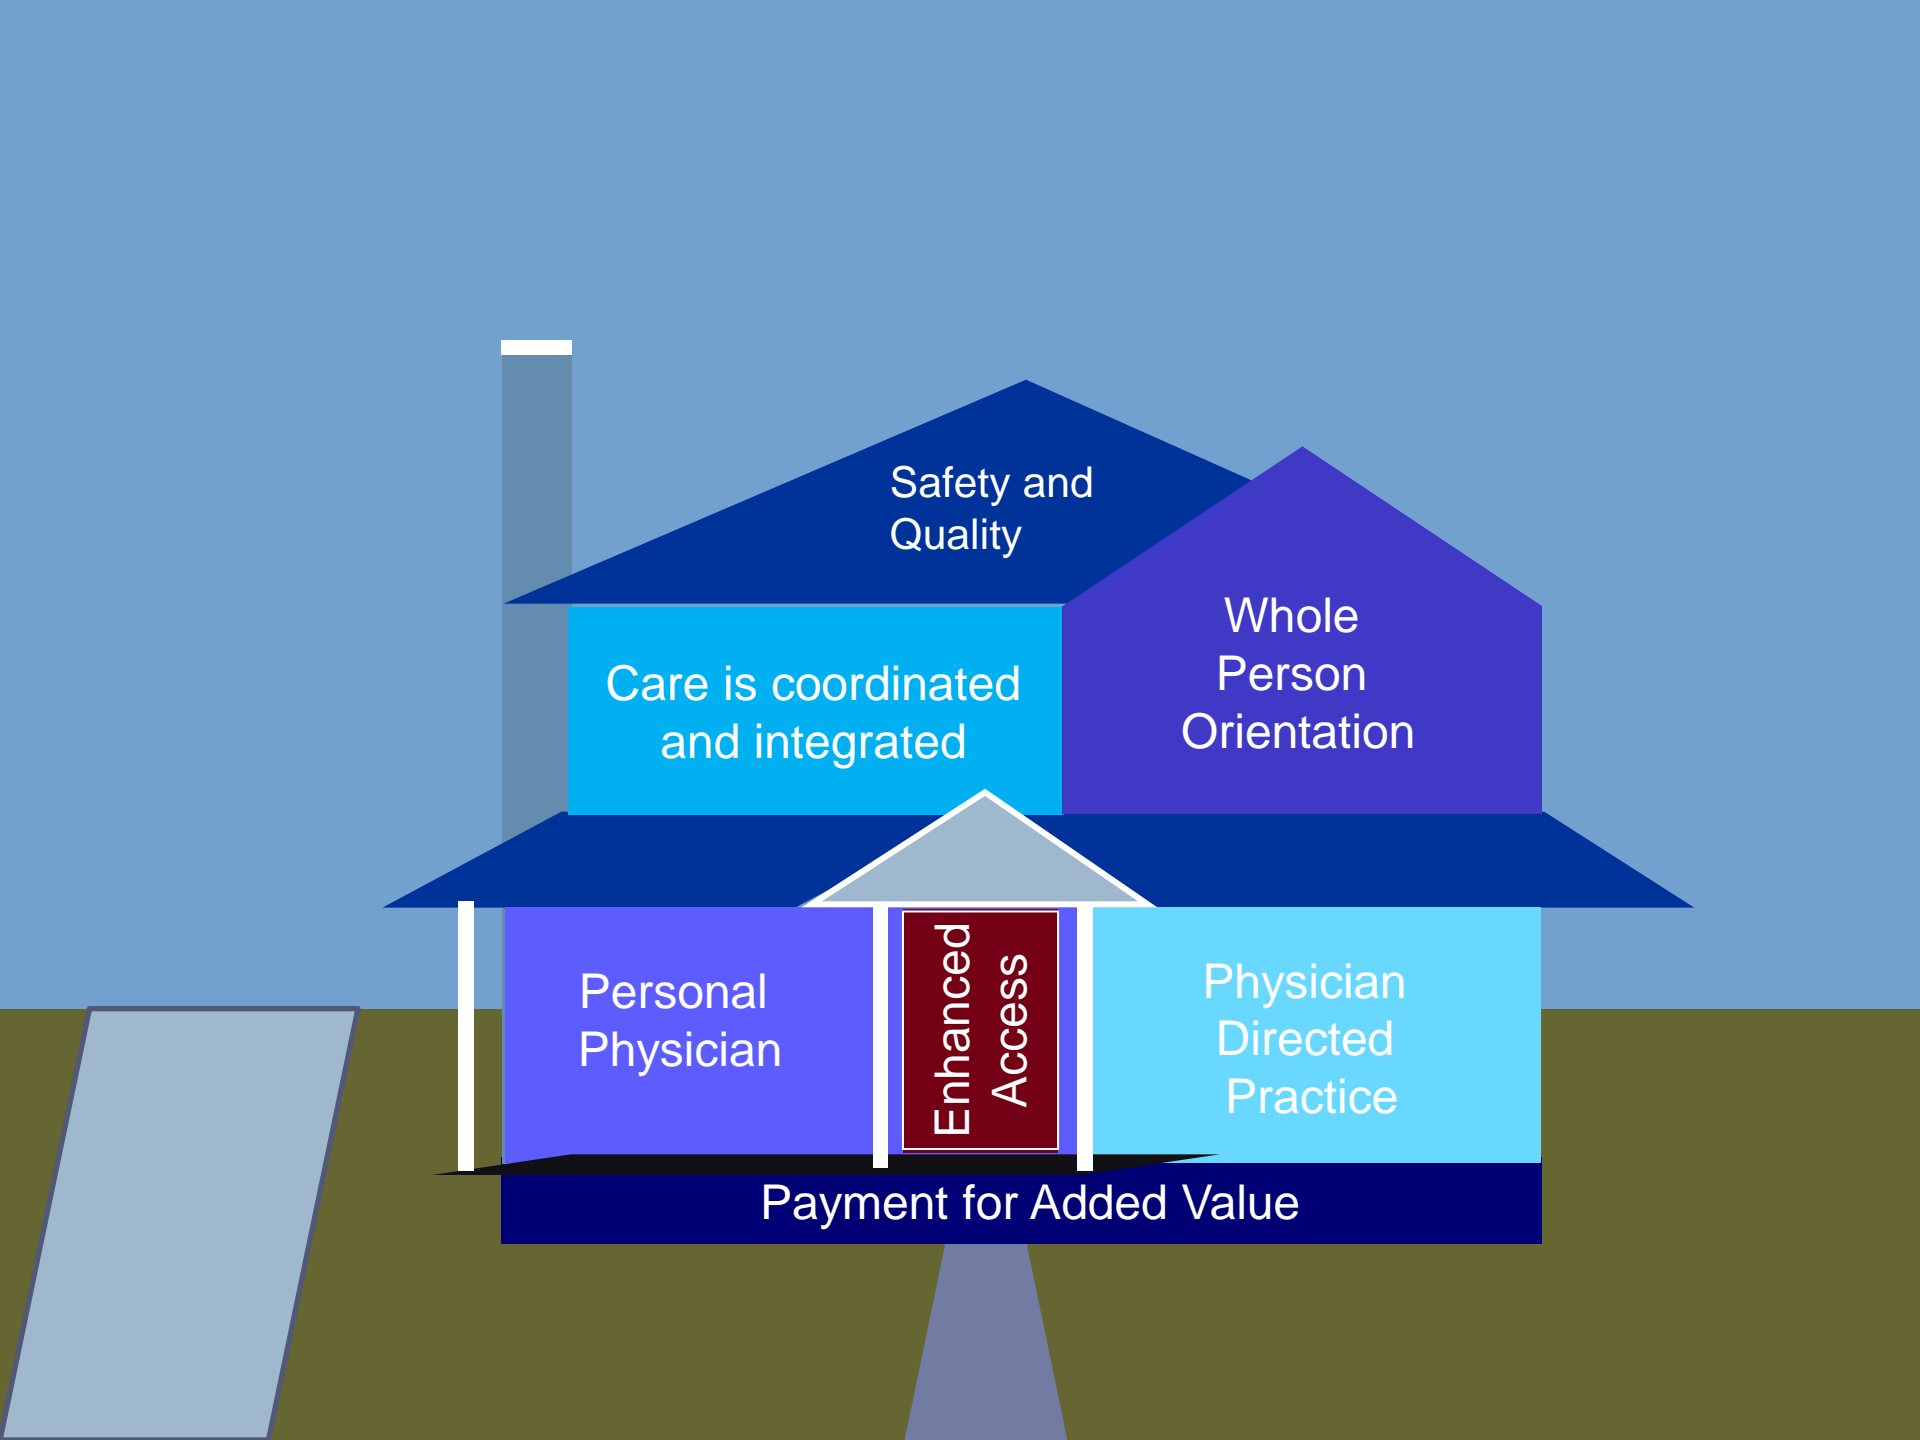 Safety and
Quality
Whole
Person
Orientation
Care is coordinated
and integrated
Personal
Physician
Enhanced
Access
Physician
Directed
Practice
Payment for Added Value